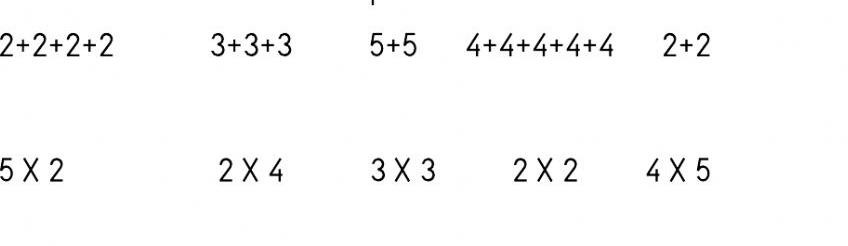 2+2+2+2 3+3+3 5+5 4+4+4+4+4 2+2
5 X 2 2 X 4 3 X 3 2 X 2 4 X 5